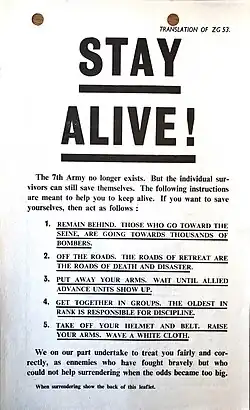 TRANSLATION OF ZG 53.
STAY
ALIVE!
The 7th Army no longer exists. But the individual sur-
vivors can still save themselves. The following instructions
are meant to help you to keep alive. If you want to save
yourselves, then act as follows :
1. REMAIN BEHIND. THOSE WHO GO TOWARD THE
SEINE, ARE GOING TOWARDS THOUSANDS OF
BOMBERS.
2. OFF THE ROADS. THE ROADS OF RETREAT ARE
THE ROADS OF DEATH AND DISASTER.
3. PUT AWAY YOUR ARMS. WAIT UNTIL ALLIED
ADVANCE UNITS SHOW UP.
4. GET TOGETHER IN GROUPS. THE OLDEST IN
RANK IS RESPONSIBLE FOR DISCIPLINE.
5. TAKE OFF YOUR HELMET AND BELT. RAISE
YOUR ARMS. WAVE A WHITE CLOTH.
We on our part undertake to treat you fairly and cor-
rectly, as ennemies who have fought bravely but who
could not help surrendering when the odds became too big.
When surrendering show the back of this leaflet.